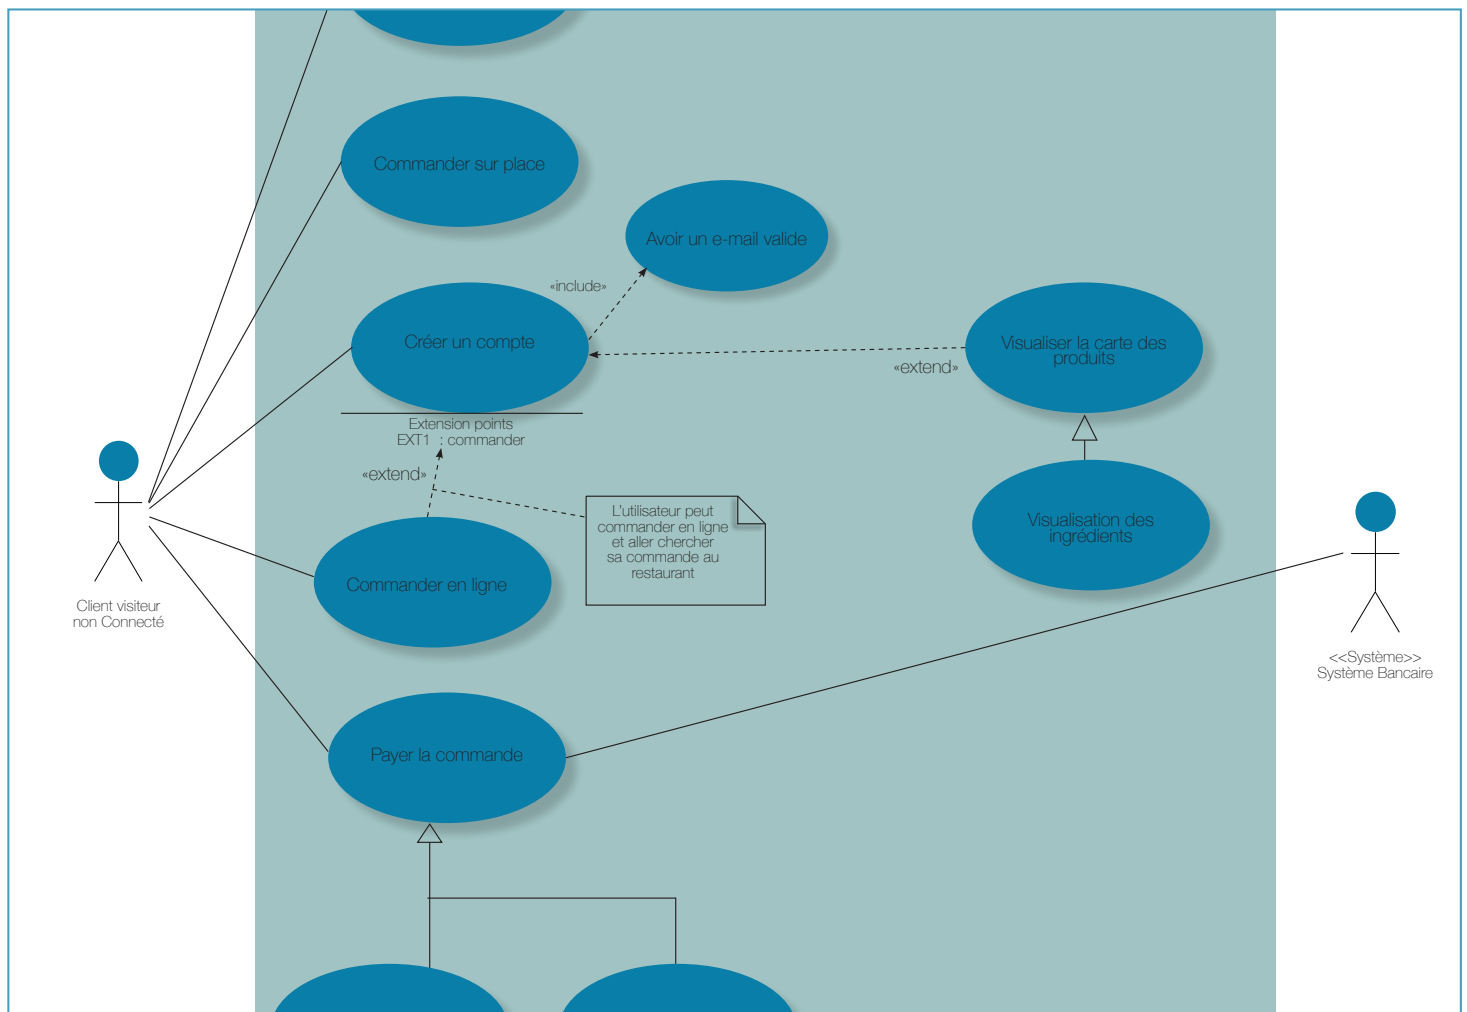 Commander sur place
Avoir un e-mail valide
«include»
Créer un compte
Visualiser la carte des
produits
«extend»
Extension points
EXT1 : commander
«extend»
L'utilisateur peut
commander en ligne
et aller chercher
sa commande au
restaurant
Visualisation des
ingrédients
Commander en ligne
Client visiteur
non Connecté
<<Système>>
Système Bancaire
Payer la commande